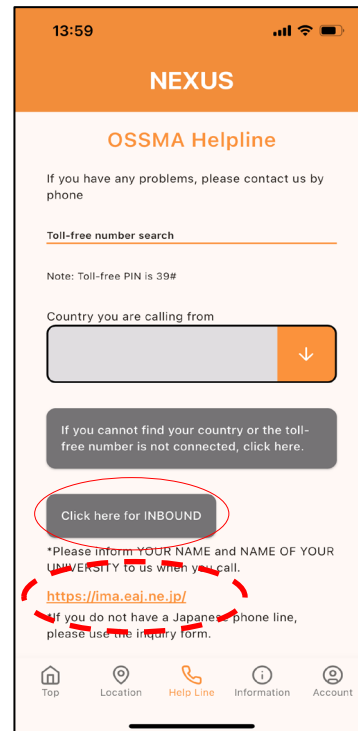 13:59
NEXUS
OSSMA Helpline
If you have any problems, please contact us by
phone
Toll-free number search
Note: Toll-free PIN is 39#
Country you are calling from
If you cannot find your country or the toll-
free number is not connected, click here.
Click here for INBOUND
*Please inform YOUR NAME and NAME OF YOUR
UNIVERSITY to us when you call.
https://ima.eaj.ne.jp/
*If you do not have a Japanese phone line,
please use the inquiry form.
Top Location Help Line Information Account